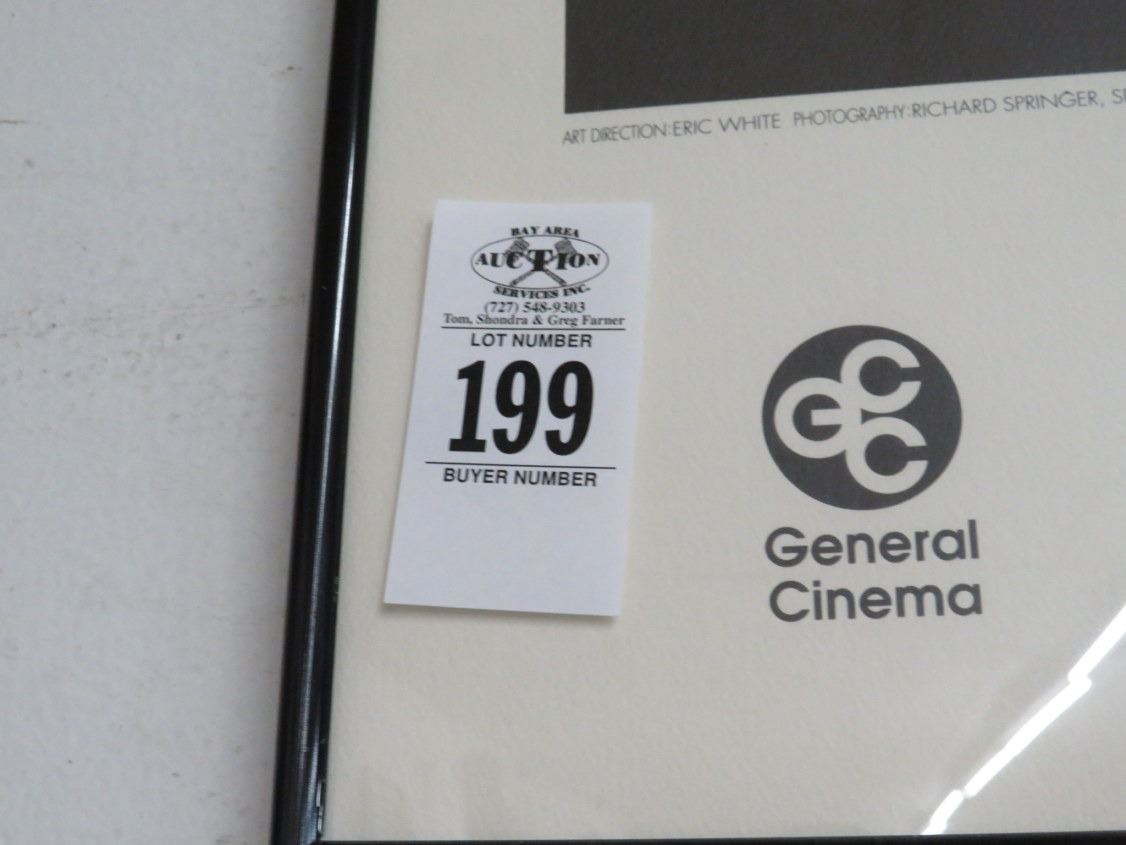 ART DIRECTION: ERIC WHITE PHOTOGRAPHY: RICHARD SPRINGER,
BAY AREA
AUCTION
SERVICES INC.
(727) 548-9303
Tom, Shondra & Greg Farner
LOT NUMBER
199
BUYER NUMBER
GCC
General
Cinema